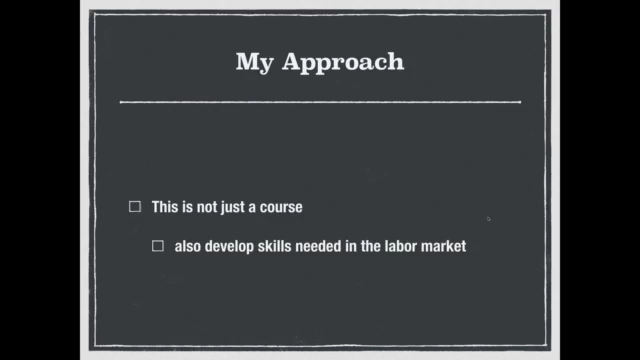 My Approach
This is not just a course
also develop skills needed in the labor market